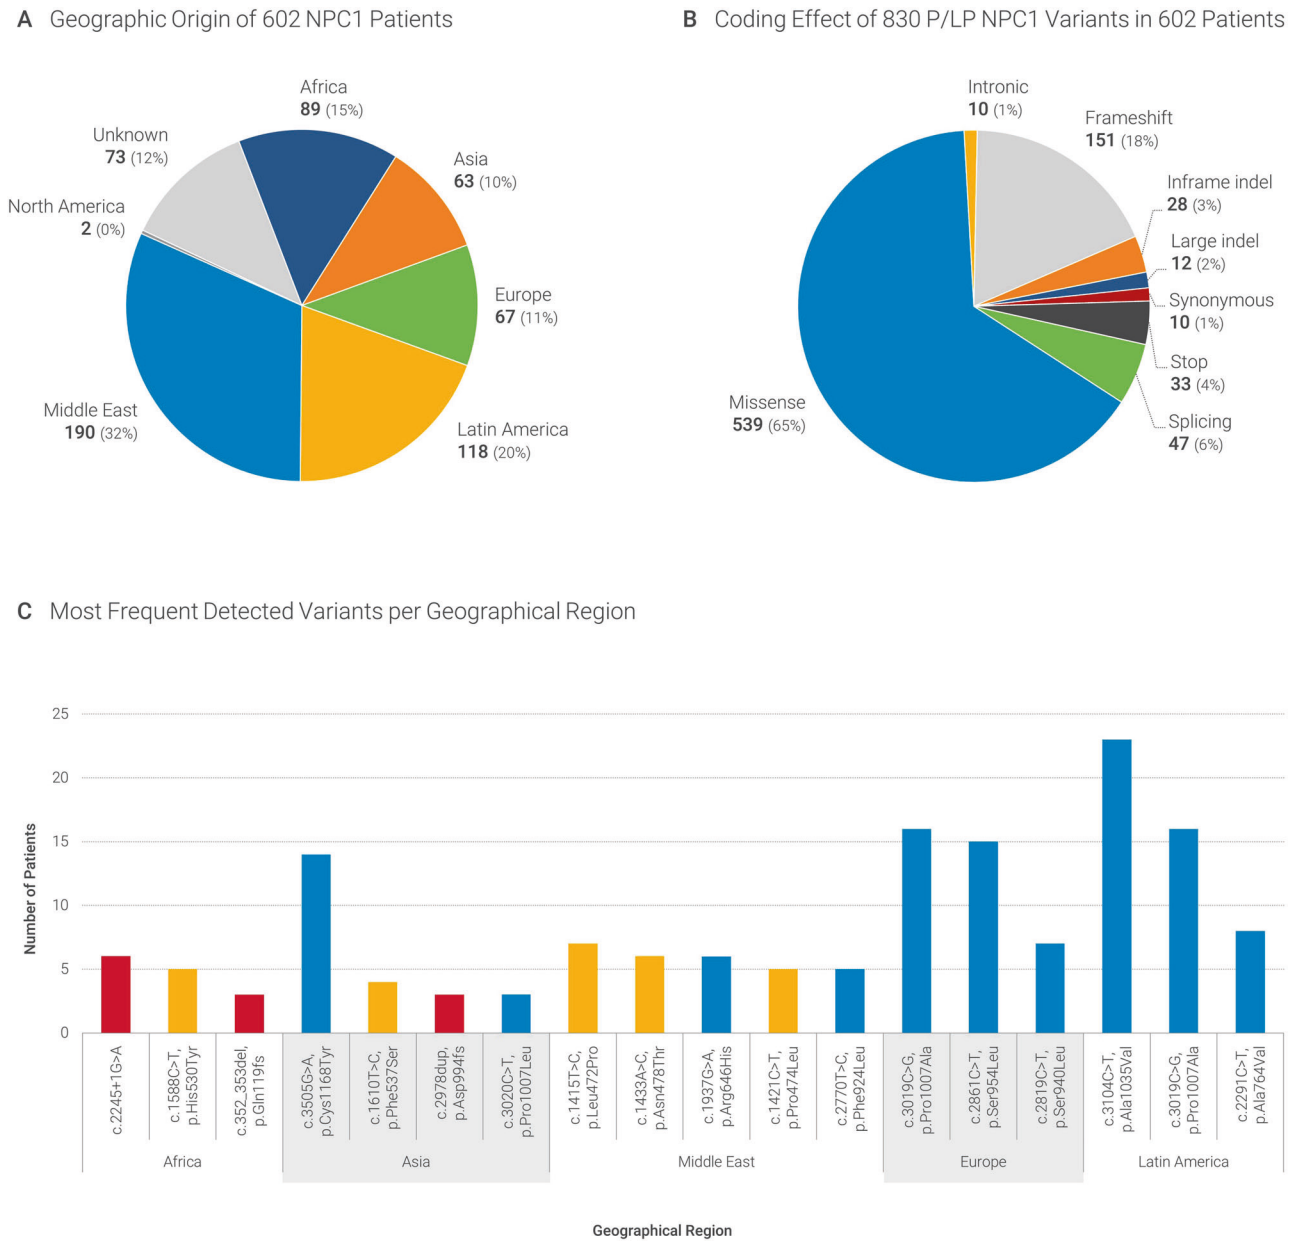 A Geographic Origin of 602 NPC1 Patients
Africa
89 (15%)
Unknown
73 (12%)
Asia
63 (10%)
North America
2 (0%)
Europe
67 (11%)
Middle East
190 (32%)
Latin America
118 (20%)
B Coding Effect of 830 P/LP NPC1 Variants in 602 Patients
Intronic
10 (1%)
Frameshift
151 (18%)
Inframe indel
28 (3%)
Large indel
12 (2%)
Synonymous
10 (1%)
Stop
33 (4%)
Missense
539 (65%)
Splicing
47 (6%)
C Most Frequent Detected Variants per Geographical Region
Number of Patients
25
20
15
10
5
0
c.2245+1G>A
c.1588C>T,
p.His530Tyr
c.352_353del,
p.Gln119fs
c.3505G>A,
p.Cys1168Tyr
c.1610T>C,
p.Phe537Ser
c.2978dup,
p.Asp994fs
c.3020C>T,
p.Pro1007Leu
c.1415T>C,
p.Leu472Pro
c.1433A>C,
p.Asn478Thr
c.1937G>A,
p.Arg646His
c.1421C>T,
p.Pro474Leu
c.2770T>C,
p.Phe924Leu
c.3019C>G,
p.Pro1007Ala
c.2861C>T,
p.Ser954Leu
c.2819C>T,
p.Ser940Leu
c.3104C>T,
p.Ala1035Val
c.3019C>G,
p.Pro1007Ala
c.2291C>T,
p.Ala764Val
Africa
Asia
Middle East
Europe
Latin America
Geographical Region